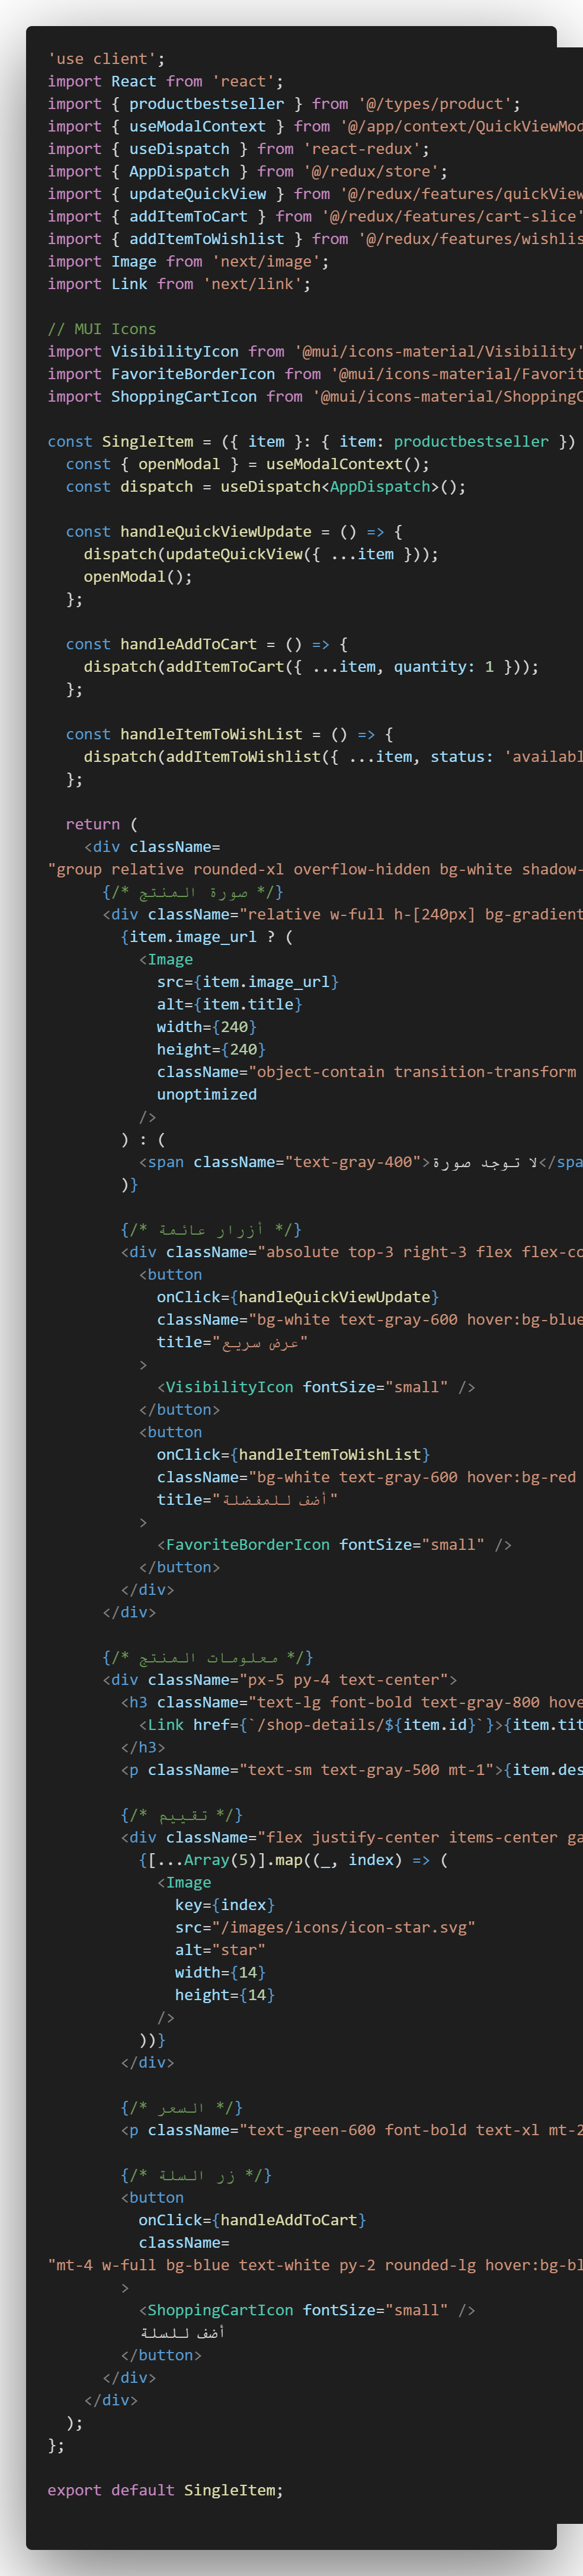 'use client';
import React from 'react';
import { productbestseller } from '@/types/product';
import { useModalContext } from '@/app/context/QuickViewMod
import { useDispatch } from 'react-redux';
import { AppDispatch } from '@/redux/store';
import { updateQuickView } from '@/redux/features/quickView
import { addItemToCart } from '@/redux/features/cart-slice'
import { addItemToWishlist } from '@/redux/features/wishlis
import Image from 'next/image';
import Link from 'next/link';
// MUI Icons
import VisibilityIcon from '@mui/icons-material/Visibility'
import FavoriteBorderIcon from '@mui/icons-material/Favorit
import ShoppingCartIcon from '@mui/icons-material/ShoppingC
const SingleItem = ({ item }: { item: productbestseller })
  const { openModal } = useModalContext();
  const dispatch = useDispatch<AppDispatch>();
  const handleQuickViewUpdate = () => {
    dispatch(updateQuickView({ ...item }));
    openModal();
  };
  const handleAddToCart = () => {
    dispatch(addItemToCart({ ...item, quantity: 1 }));
  };
  const handleItemToWishList = () => {
    dispatch(addItemToWishlist({ ...item, status: 'availabl
  };
  return (
    <div className=
"group relative rounded-xl overflow-hidden bg-white shadow-
      {/* صورة المنتج */}
      <div className="relative w-full h-[240px] bg-gradient
        {item.image_url ? (
          <Image
            src={item.image_url}
            alt={item.title}
            width={240}
            height={240}
            className="object-contain transition-transform
            unoptimized
          />
        ) : (
          <span className="text-gray-400">لا توجد صورة</spa
        )}
        {/* أزرار عائمة */}
        <div className="absolute top-3 right-3 flex flex-co
          <button
            onClick={handleQuickViewUpdate}
            className="bg-white text-gray-600 hover:bg-blue
            title="عرض سريع"
          >
            <VisibilityIcon fontSize="small" />
          </button>
          <button
            onClick={handleItemToWishList}
            className="bg-white text-gray-600 hover:bg-red
            title="أضف للمفضلة"
          >
            <FavoriteBorderIcon fontSize="small" />
          </button>
        </div>
      </div>
      {/* معلومات المنتج */}
      <div className="px-5 py-4 text-center">
        <h3 className="text-lg font-bold text-gray-800 hove
          <Link href={`/shop-details/${item.id}`}>{item.tit
        </h3>
        <p className="text-sm text-gray-500 mt-1">{item.des
        {/* تقييم */}
        <div className="flex justify-center items-center ga
          {[...Array(5)].map((_, index) => (
            <Image
              key={index}
              src="/images/icons/icon-star.svg"
              alt="star"
              width={14}
              height={14}
            />
          ))}
        </div>
        {/* السعر */}
        <p className="text-green-600 font-bold text-xl mt-2
        {/* زر السلة */}
        <button
          onClick={handleAddToCart}
          className=
"mt-4 w-full bg-blue text-white py-2 rounded-lg hover:bg-bl
        >
          <ShoppingCartIcon fontSize="small" />
          أضف للسلة
        </button>
      </div>
    </div>
  );
};
export default SingleItem;